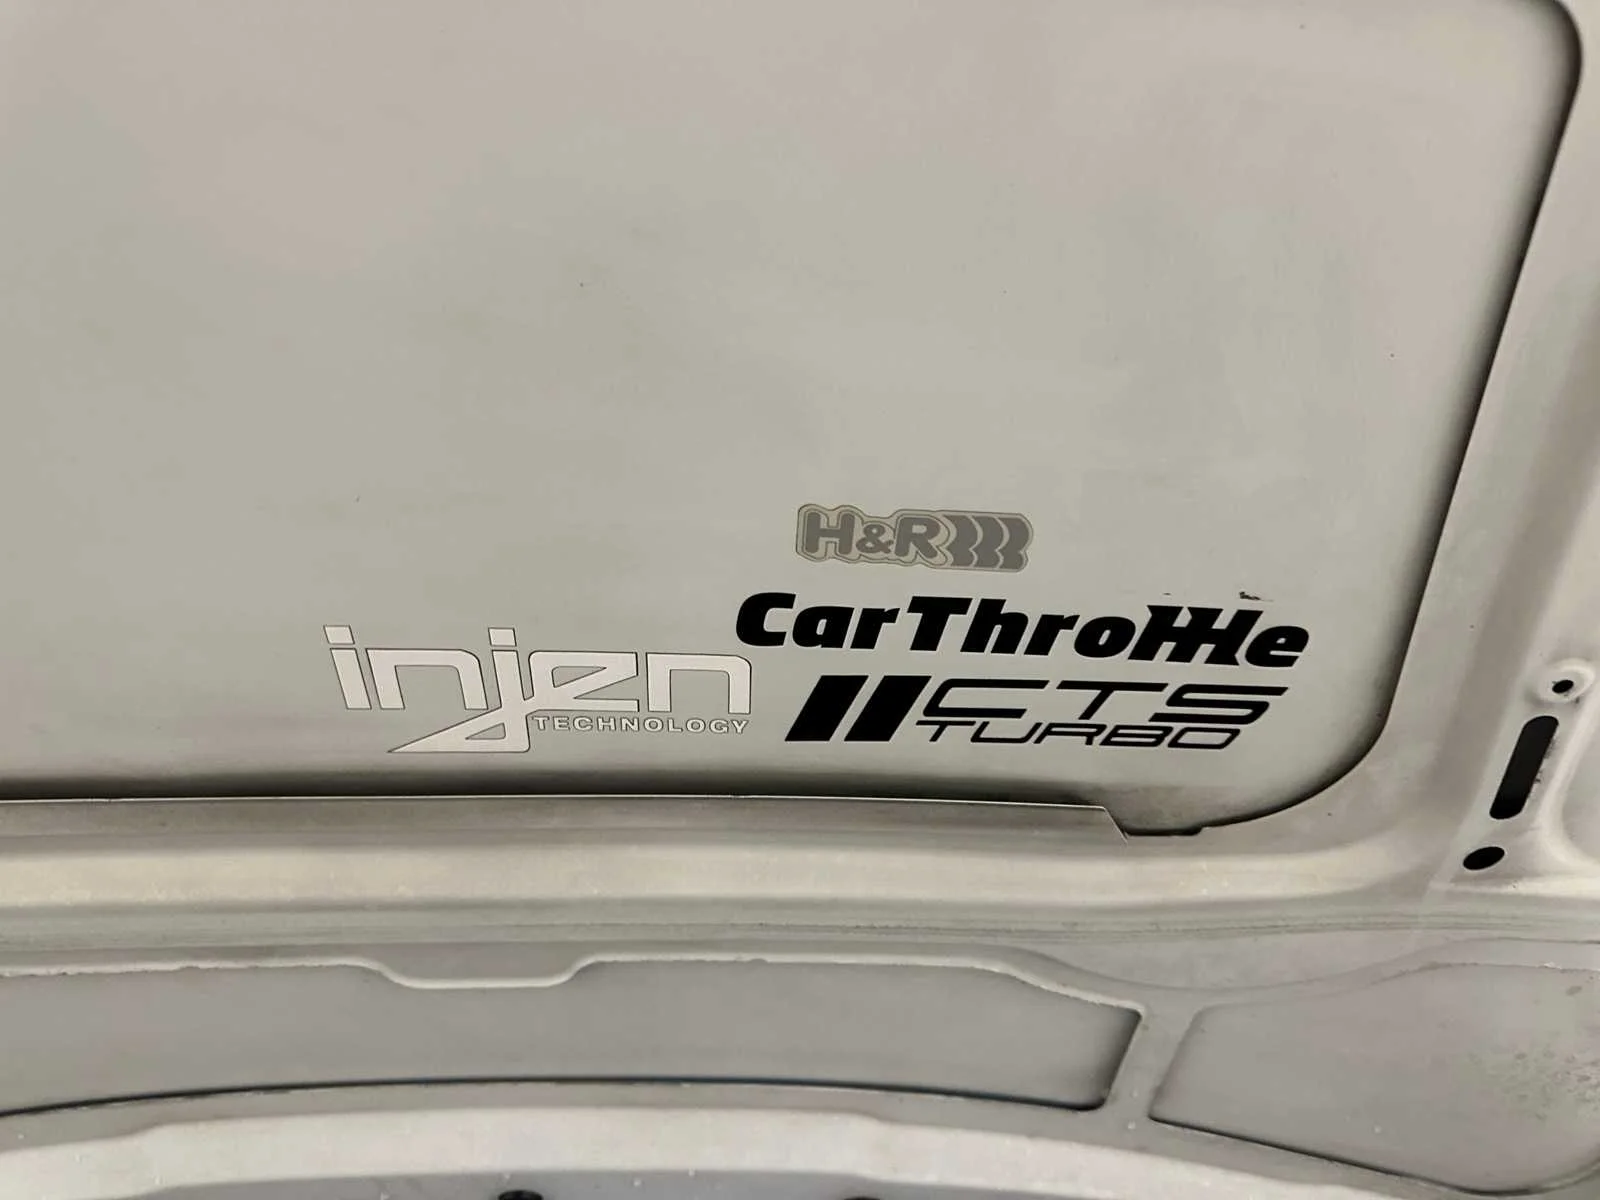 H&R
CarThrottle
injen
TECHNOLOGY
CTS
TURBO